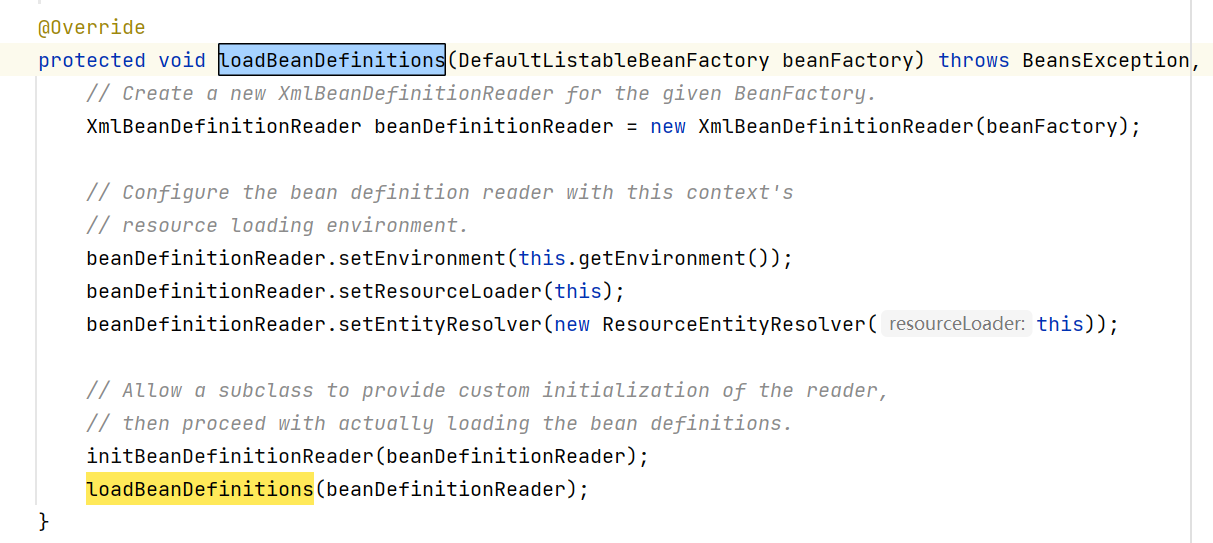 @Override
protected void loadBeanDefinitions(DefaultListableBeanFactory beanFactory) throws BeansException,
// Create a new XmlBeanDefinitionReader for the given BeanFactory.
XmlBeanDefinitionReader beanDefinitionReader = new XmlBeanDefinitionReader(beanFactory);
// Configure the bean definition reader with this context's
// resource loading environment.
beanDefinitionReader.setEnvironment(this.getEnvironment());
beanDefinitionReader.setResourceLoader(this);
beanDefinitionReader.setEntityResolver(new ResourceEntityResolver( resourceLoader: this));
// Allow a subclass to provide custom initialization of the reader,
// then proceed with actually loading the bean definitions.
initBeanDefinitionReader(beanDefinitionReader);
loadBeanDefinitions(beanDefinitionReader);
}